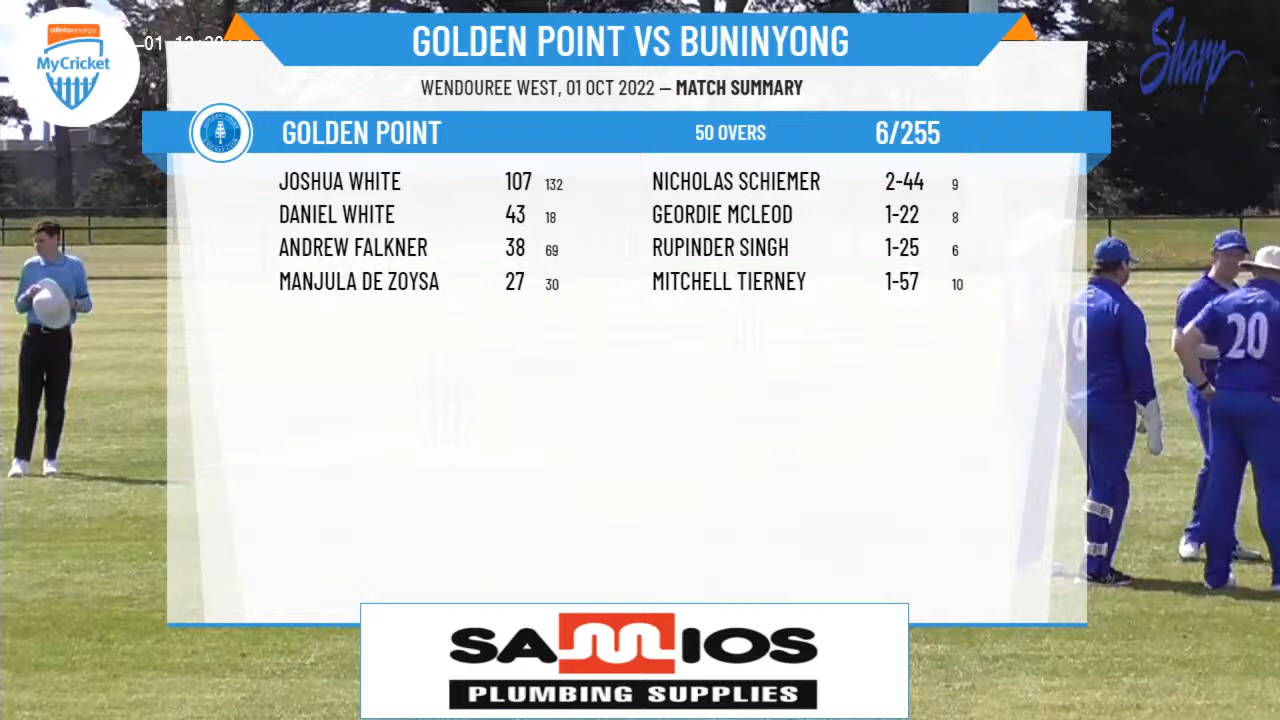 alintaenergy
MyCricket
GOLDEN POINT VS BUNINYONG
Sharp
WENDOUREE WEST, 01 OCT 2022 – MATCH SUMMARY
GOLDEN POINT 50 OVERS 6/255
JOSHUA WHITE 107 132 NICHOLAS SCHIEMER 2-44 9
DANIEL WHITE 43 18 GEORDIE MCLEOD 1-22 8
ANDREW FALKNER 38 69 RUPINDER SINGH 1-25 6
MANJULA DE ZOYSA 27 30 MITCHELL TIERNEY 1-57 10
9
20
SAMIOS
PLUMBING SUPPLIES